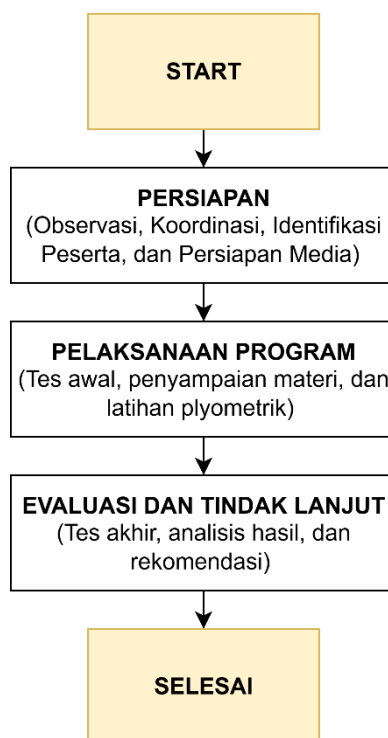 START
PERSIAPAN
(Observasi, Koordinasi, Identifikasi
Peserta, dan Persiapan Media)
PELAKSANAAN PROGRAM
(Tes awal, penyampaian materi, dan
latihan plyometrik)
EVALUASI DAN TINDAK LANJUT
(Tes akhir, analisis hasil, dan
rekomendasi)
SELESAI